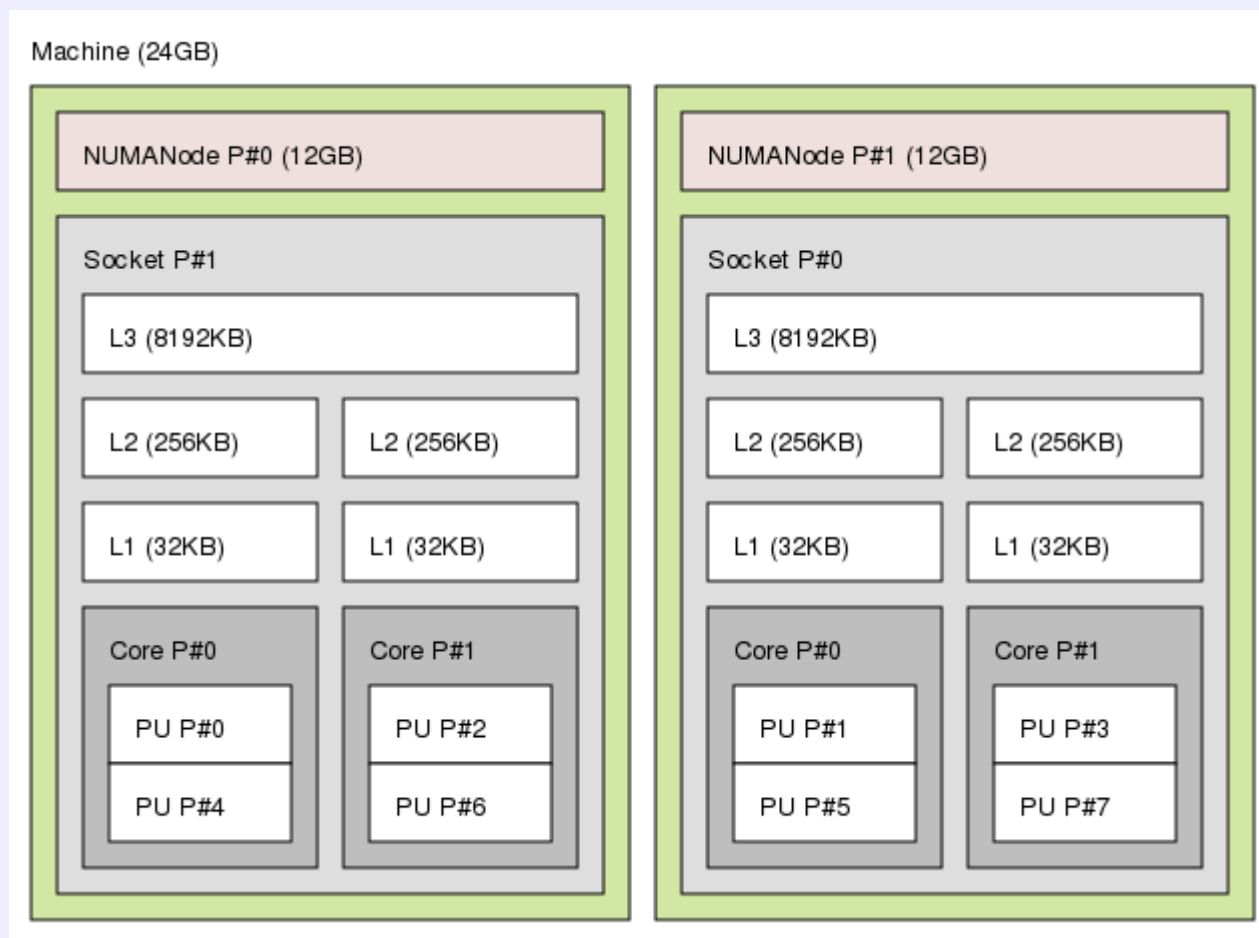 Machine (24GB)
NUMANode P#0 (12GB)
Socket P#1
L3 (8192KB)
L2 (256KB) L2 (256KB)
L1 (32KB) L1 (32KB)
Core P#0 Core P#1
PU P#0 PU P#2
PU P#4 PU P#6
NUMANode P#1 (12GB)
Socket P#0
L3 (8192KB)
L2 (256KB) L2 (256KB)
L1 (32KB) L1 (32KB)
Core P#0 Core P#1
PU P#1 PU P#3
PU P#5 PU P#7